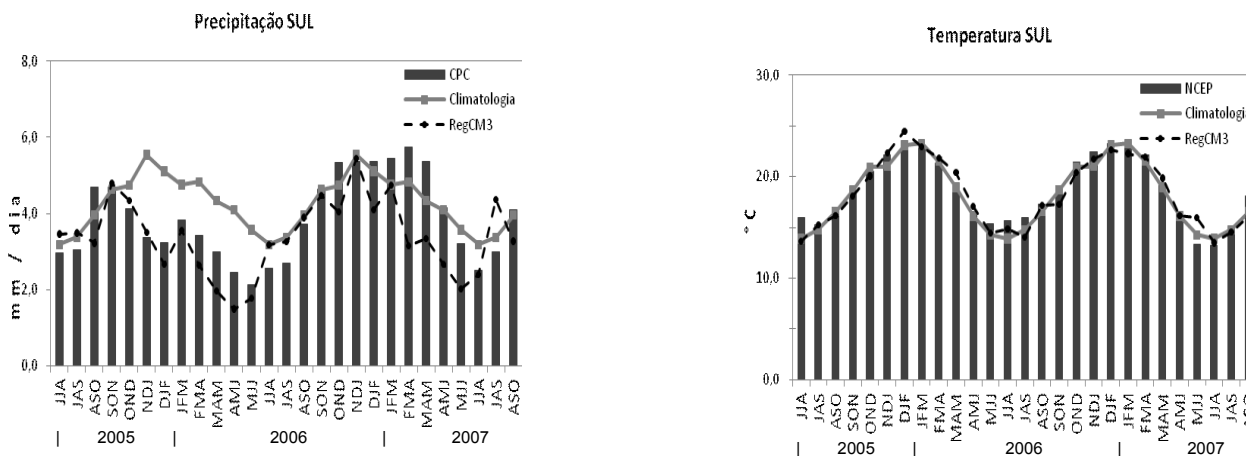 Precipitação SUL
8,0
6,0
4,0
2,0
0,0
mm / dia
CPC
Climatologia
RegCM3
JJA JAS ASO SON OND NDJ DJF JFM FMA MAM AMJ MJJ JJA JAS ASO SON OND NDJ DJF JFM FMA MAM AMJ MJJ JJA JAS ASO
| 2005 | 2006 | 2007
Temperatura SUL
30,0
20,0
10,0
0,0
°C
NCEP
Climatologia
RegCM3
JJA JAS ASO SON OND NDJ DJF JFM FMA MAM AMJ MJJ JJA JAS ASO SON OND NDJ DJF JFM FMA MAM AMJ MJJ JJA JAS ASO
| 2005 | 2006 | 2007